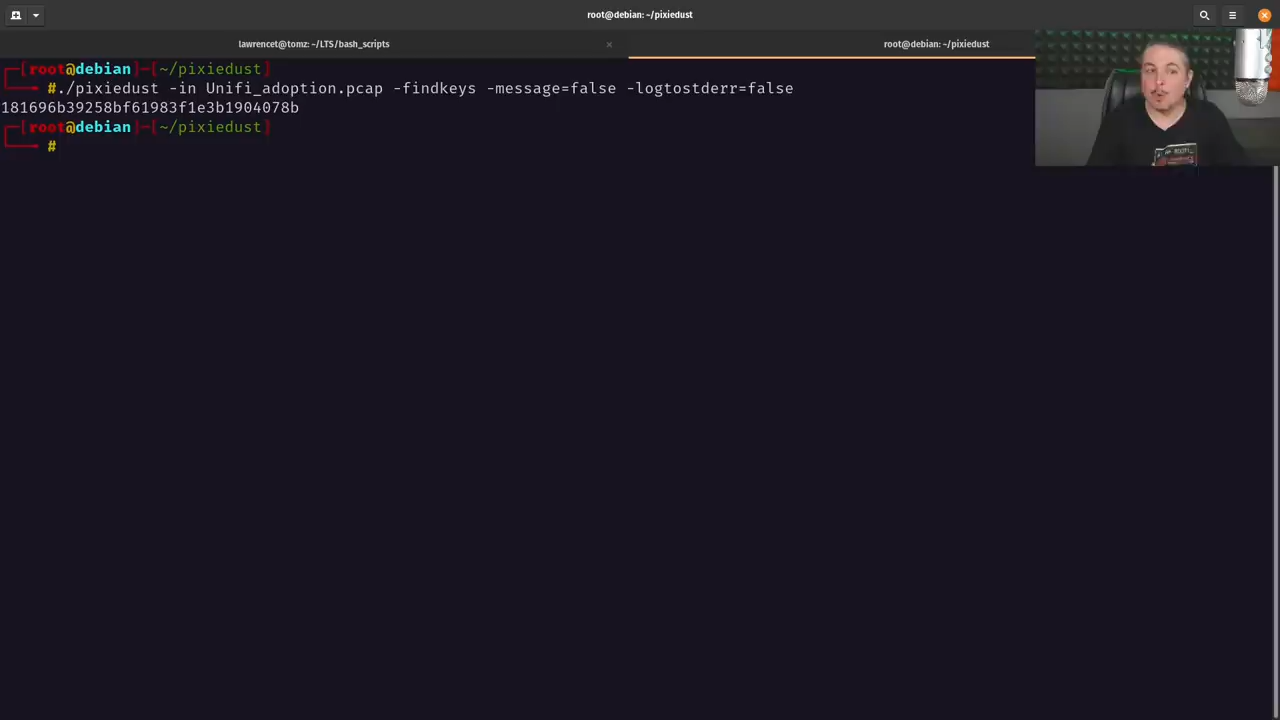 root@debian: ~/pixiedust
lawrencet@tomz: ~/LTS/bash_scripts
root@debian: ~/pixiedust
[root@debian]-[~/pixiedust]
#./pixiedust -in Unifi_adoption.pcap -findkeys -message=false -logtostderr=false
181696b39258bf61983f1e3b1904078b
[root@debian]-[~/pixiedust]
#